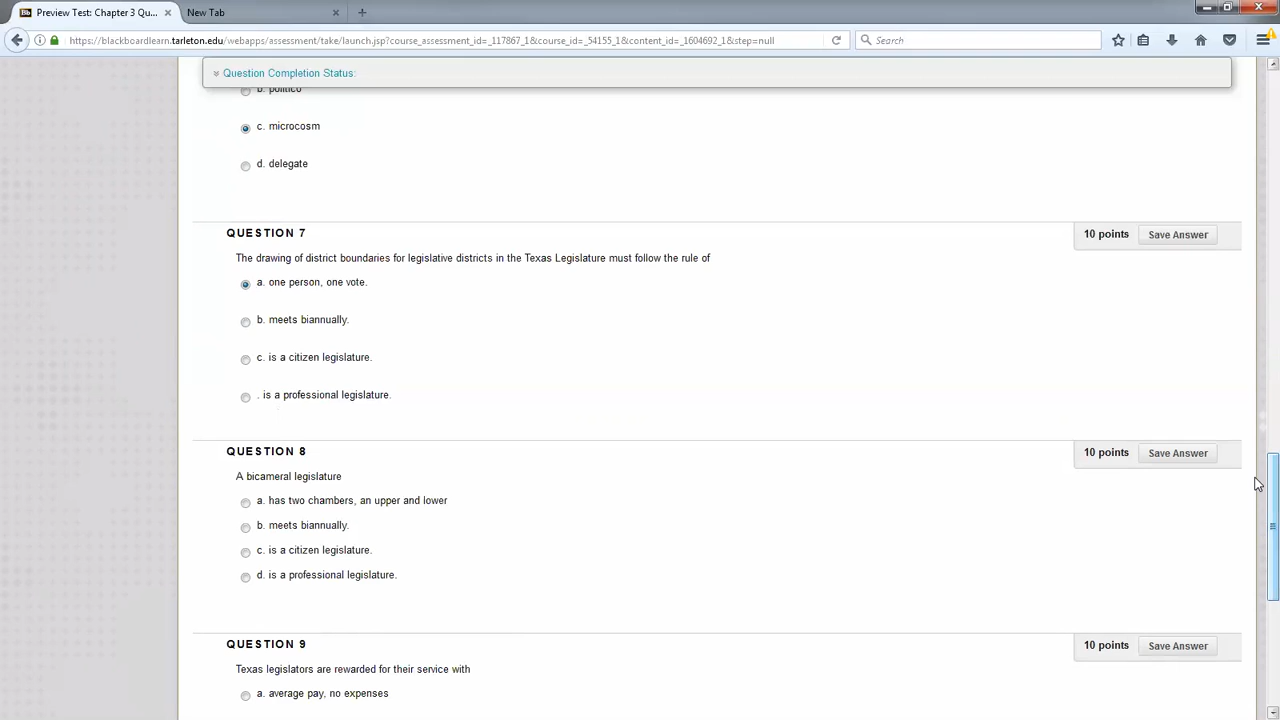 Preview Test: Chapter 3 Qu...
New Tab
https://blackboardlearn.tarleton.edu/webapps/assessment/take/launch.jsp?course_assessment_id=_117867_1&course_id=_54155_1&content_id=_1604692_1&step=null
Search
Question Completion Status:
b. politico
c. microcosm
d. delegate
QUESTION 7
10 points
Save Answer
The drawing of district boundaries for legislative districts in the Texas Legislature must follow the rule of
a. one person, one vote.
b. meets biannually.
c. is a citizen legislature.
. is a professional legislature.
QUESTION 8
10 points
Save Answer
A bicameral legislature
a. has two chambers, an upper and lower
b. meets biannually.
c. is a citizen legislature.
d. is a professional legislature.
QUESTION 9
10 points
Save Answer
Texas legislators are rewarded for their service with
a. average pay, no expenses